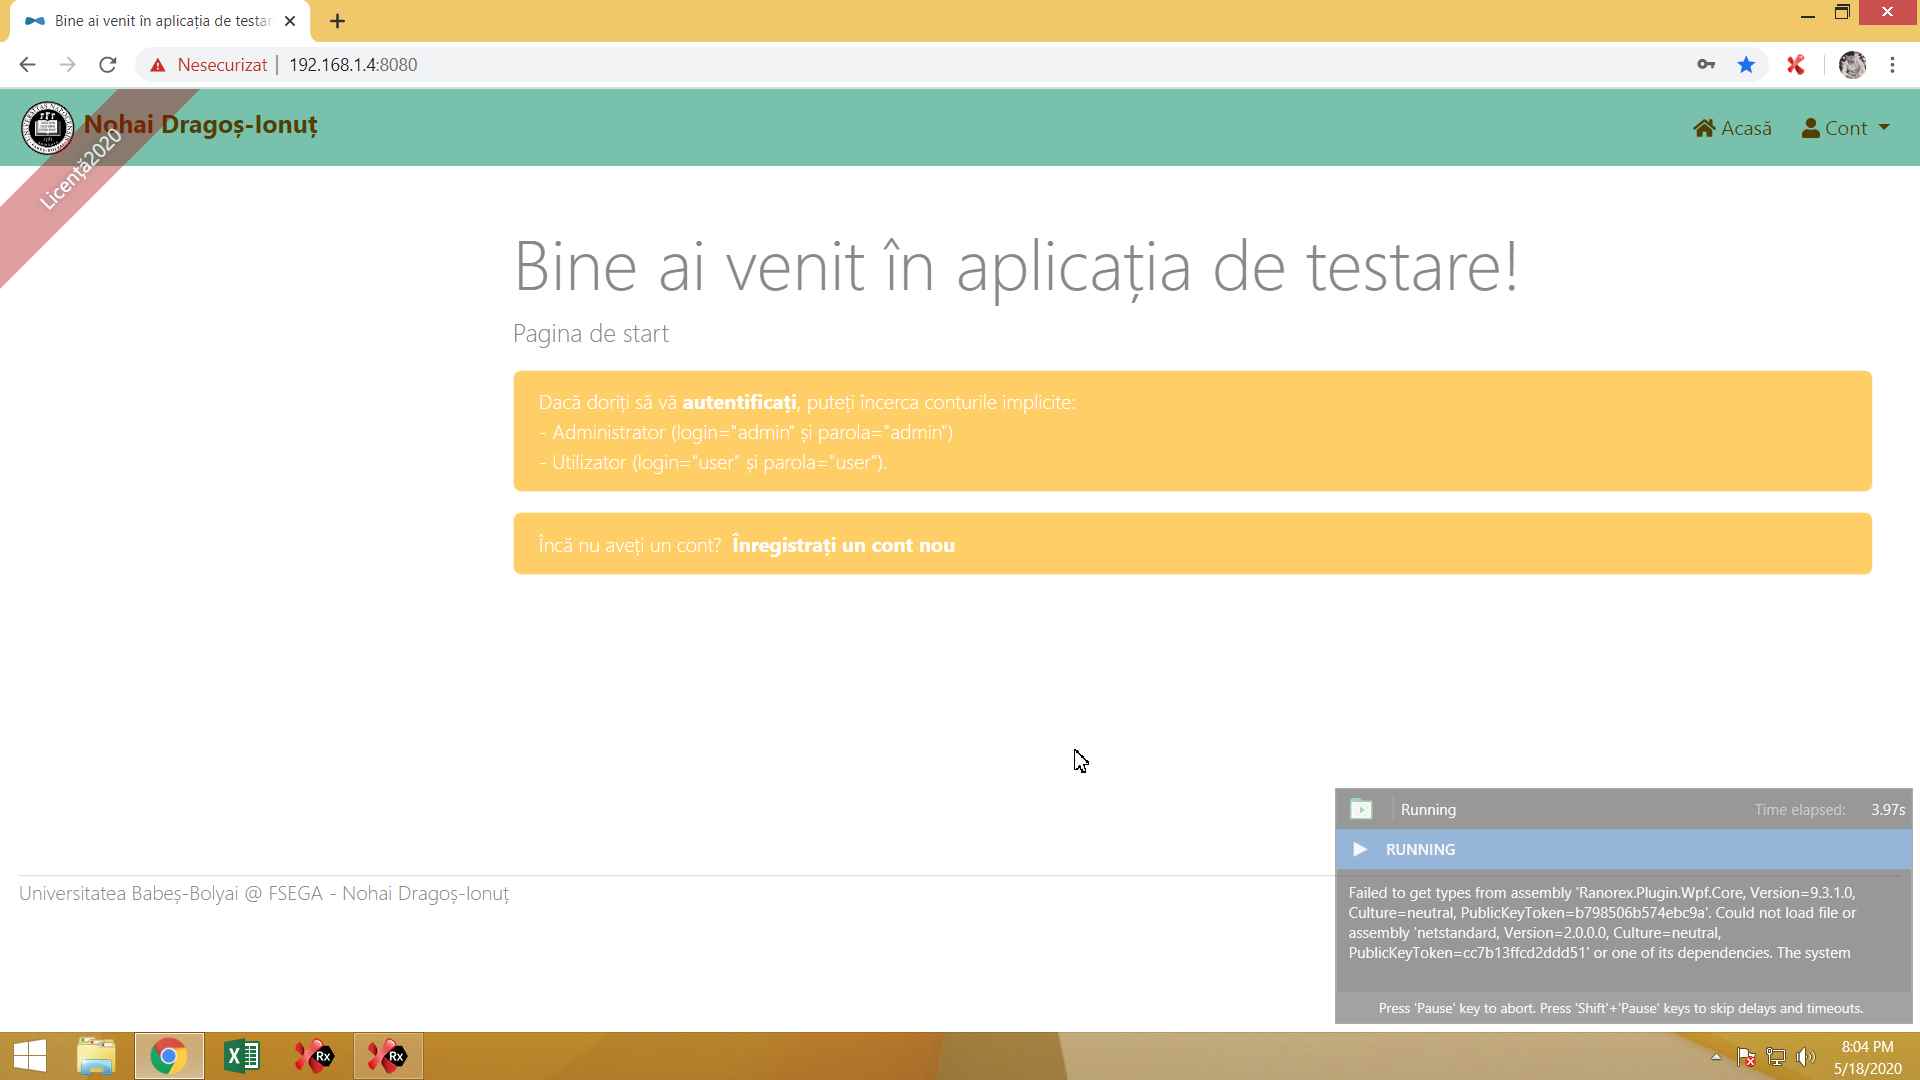 Bine ai venit în aplicația de testar
Nesecurizat
192.168.1.4:8080
Nohai Dragoș-Ionuț
Acasă
Cont
Licență2020
Bine ai venit în aplicația de testare!
Pagina de start
Dacă doriți să vă autentificați, puteți încerca conturile implicite:
- Administrator (login="admin" și parola="admin")
- Utilizator (login="user" și parola="user").
Încă nu aveți un cont? Înregistrați un cont nou
Running
Time elapsed: 3.97s
RUNNING
Failed to get types from assembly 'Ranorex.Plugin.Wpf.Core, Version=9.3.1.0,
Culture=neutral, PublicKeyToken=b798506b574ebc9a'. Could not load file or
assembly 'netstandard, Version=2.0.0.0, Culture=neutral,
PublicKeyToken=cc7b13ffcd2ddd51' or one of its dependencies. The system
Press 'Pause' key to abort. Press 'Shift'+'Pause' keys to skip delays and timeouts.
Universitatea Babeș-Bolyai @ FSEGA - Nohai Dragoș-Ionuț
Rx
Rx
8:04 PM
5/18/2020